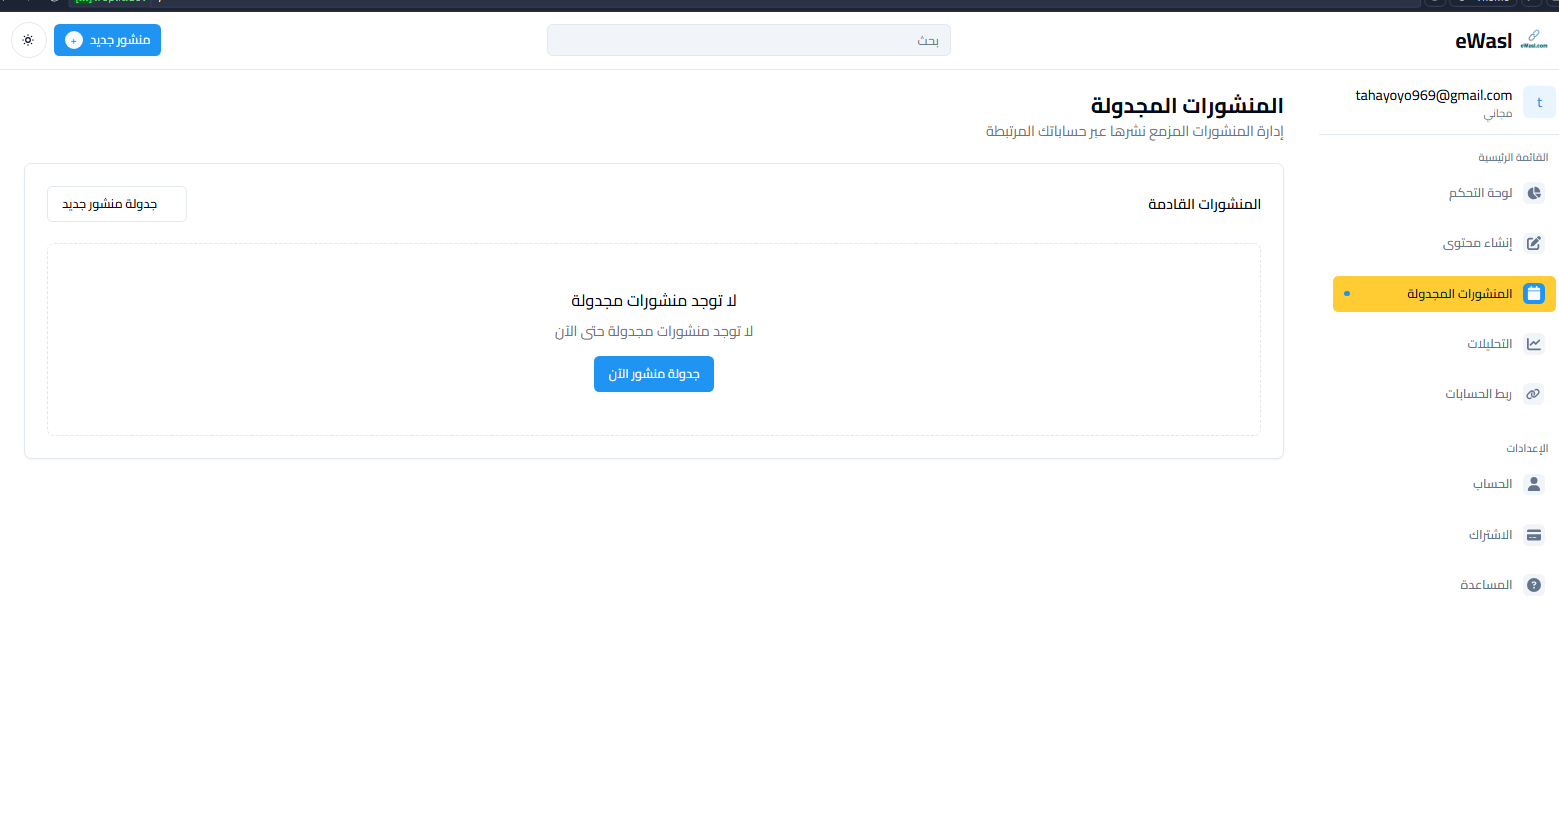 eWasl
eWasl.com
بحث
منشور جديد
+
t
tahayoyo969@gmail.com
مجاني
القائمة الرئيسية
لوحة التحكم
إنشاء محتوى
المنشورات المجدولة
التحليلات
ربط الحسابات
الإعدادات
الحساب
الاشتراك
المساعدة
المنشورات المجدولة
إدارة المنشورات المزمع نشرها عبر حساباتك المرتبطة
المنشورات القادمة
جدولة منشور جديد
لا توجد منشورات مجدولة
لا توجد منشورات مجدولة حتى الآن
جدولة منشور الآن